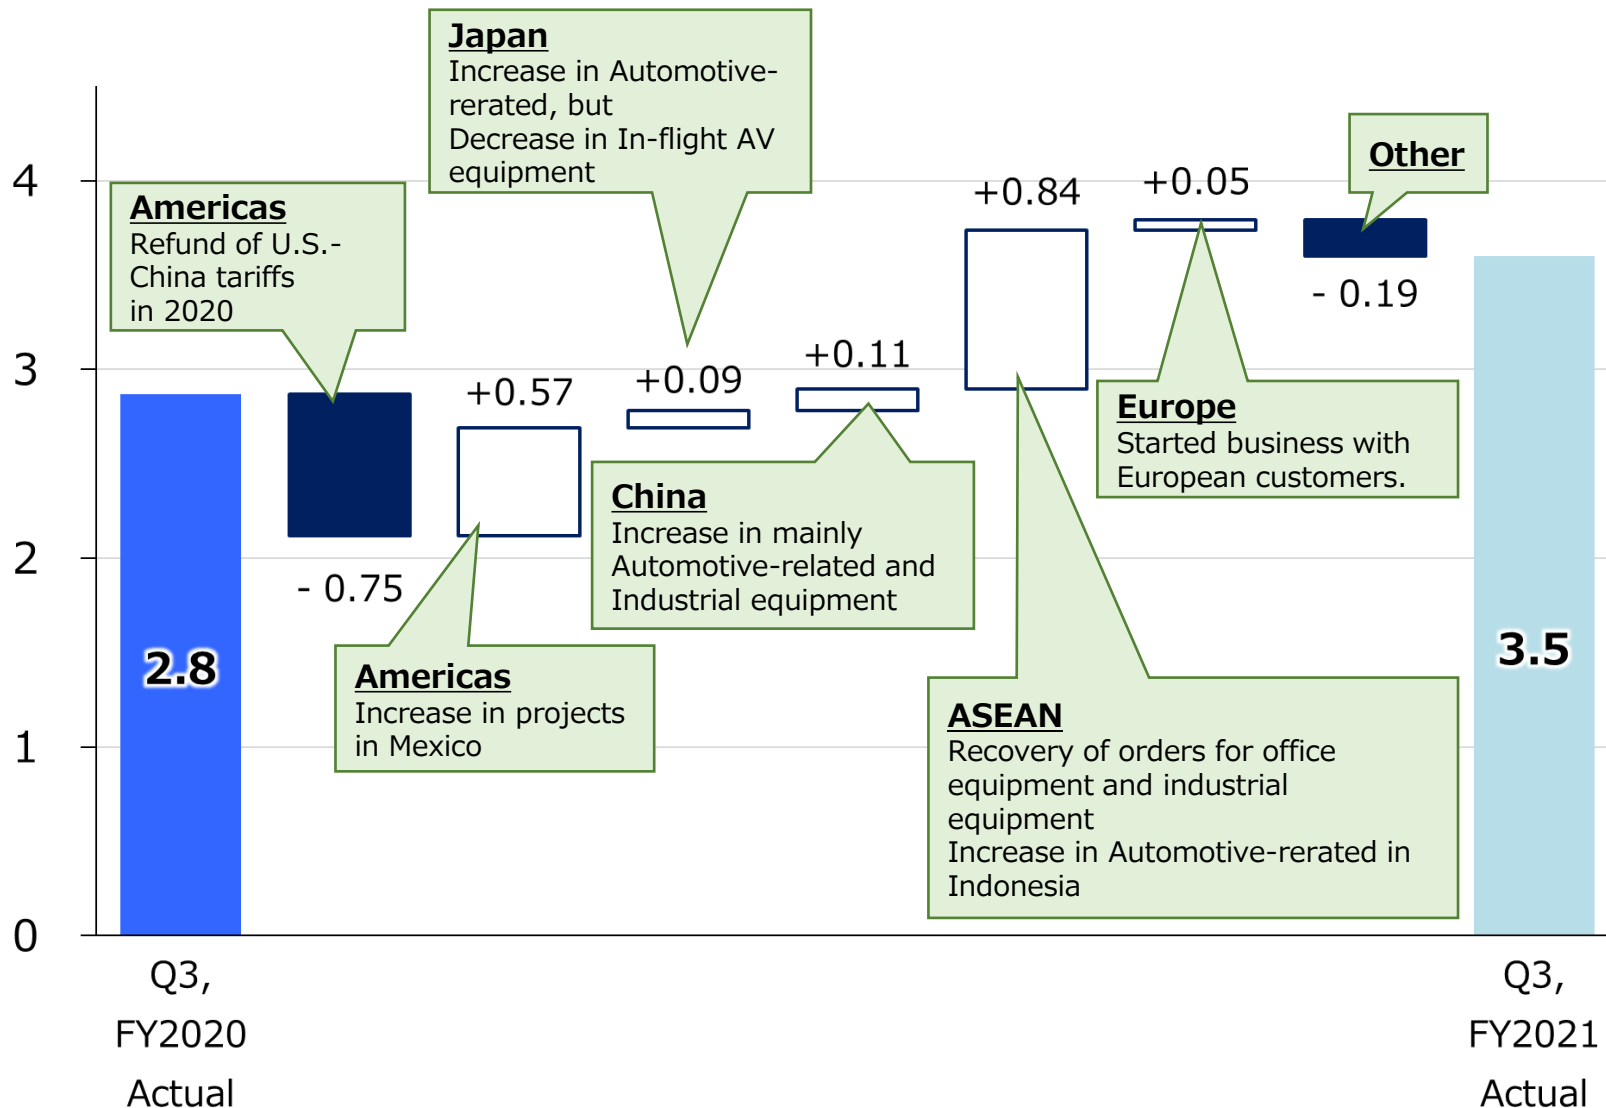 Japan
Increase in Automotive-
rerated, but
Decrease in In-flight AV
equipment
Other
4
Americas
Refund of U.S.-
China tariffs
in 2020
+0.84
+0.05
- 0.19
3
+0.57
+0.09
+0.11
Europe
Started business with
European customers.
China
Increase in mainly
Automotive-related and
Industrial equipment
2
- 0.75
2.8
3.5
Americas
Increase in projects
in Mexico
1
ASEAN
Recovery of orders for office
equipment and industrial
equipment
Increase in Automotive-rerated in
Indonesia
0
Q3,
FY2020
Actual
Q3,
FY2021
Actual